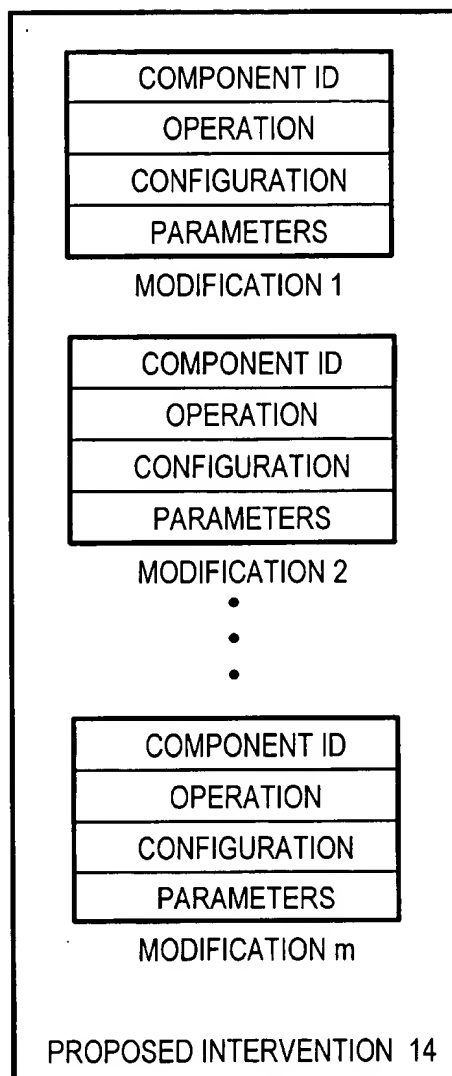 COMPONENT ID
OPERATION
CONFIGURATION
PARAMETERS
MODIFICATION 1
COMPONENT ID
OPERATION
CONFIGURATION
PARAMETERS
MODIFICATION 2
COMPONENT ID
OPERATION
CONFIGURATION
PARAMETERS
MODIFICATION m
PROPOSED INTERVENTION 14